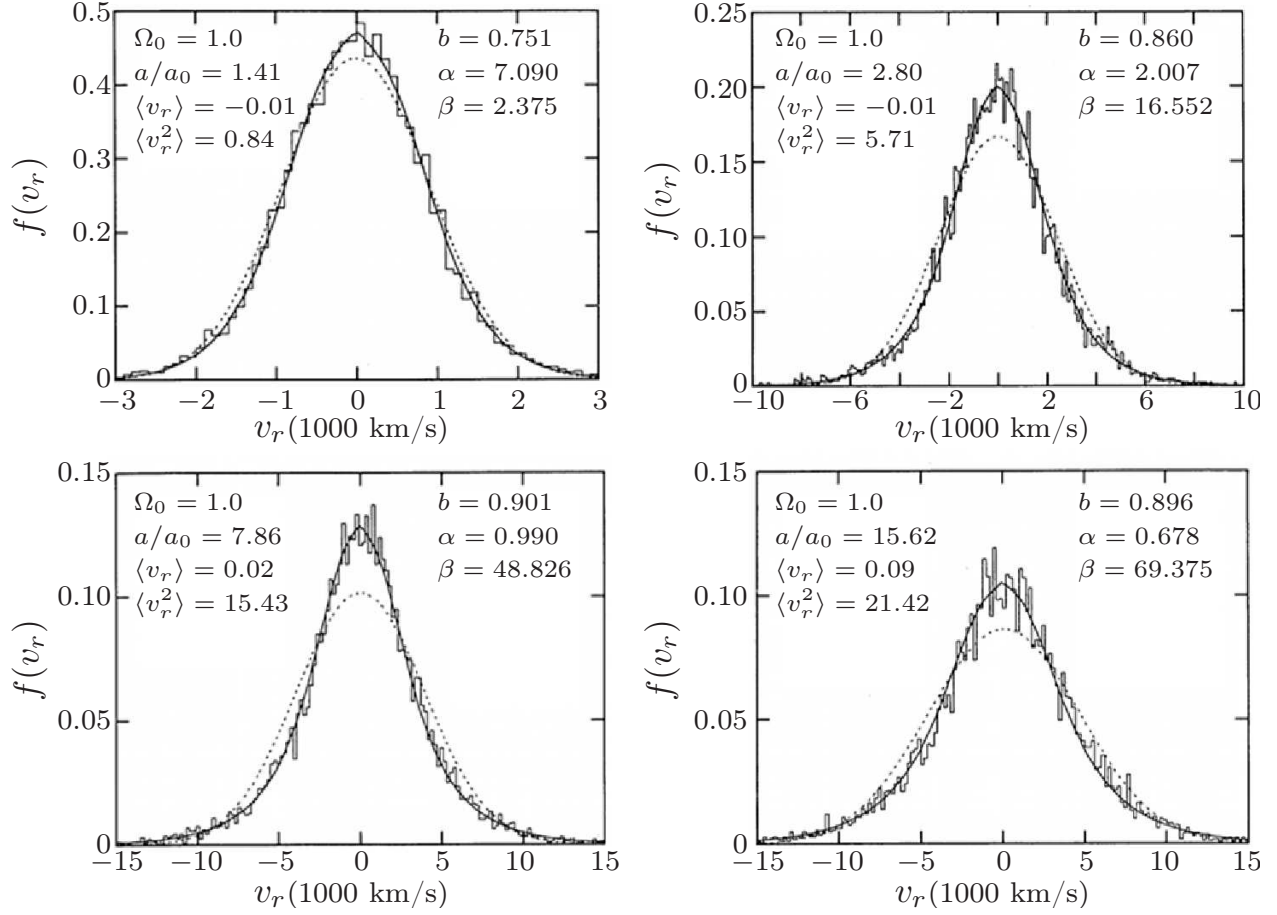 Ω₀ = 1.0
a/a₀ = 1.41
⟨vᵣ⟩ = −0.01
⟨vᵣ²⟩ = 0.84
b = 0.751
α = 7.090
β = 2.375
0.5
0.4
0.3
0.2
0.1
0
f(vᵣ)
−3 −2 −1 0 1 2 3
vᵣ(1000 km/s)
Ω₀ = 1.0
a/a₀ = 2.80
⟨vᵣ⟩ = −0.01
⟨vᵣ²⟩ = 5.71
b = 0.860
α = 2.007
β = 16.552
0.25
0.20
0.15
0.10
0.05
0
f(vᵣ)
−10 −6 −2 2 6 10
vᵣ(1000 km/s)
Ω₀ = 1.0
a/a₀ = 7.86
⟨vᵣ⟩ = 0.02
⟨vᵣ²⟩ = 15.43
b = 0.901
α = 0.990
β = 48.826
0.15
0.10
0.05
0
f(vᵣ)
−15 −10 −5 0 5 10 15
vᵣ(1000 km/s)
Ω₀ = 1.0
a/a₀ = 15.62
⟨vᵣ⟩ = 0.09
⟨vᵣ²⟩ = 21.42
b = 0.896
α = 0.678
β = 69.375
0.15
0.10
0.05
0
f(vᵣ)
−15 −10 −5 0 5 10 15
vᵣ(1000 km/s)